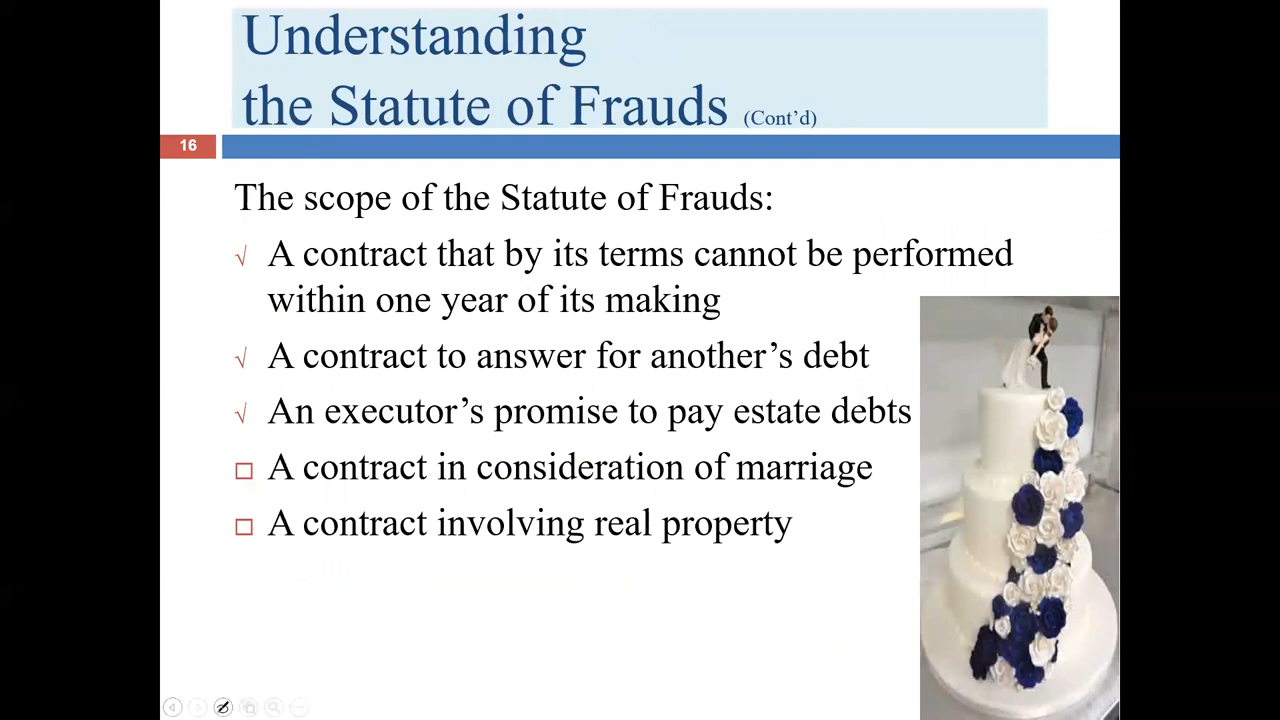 Understanding
the Statute of Frauds (Cont’d)
16
The scope of the Statute of Frauds:
√ A contract that by its terms cannot be performed
within one year of its making
√ A contract to answer for another’s debt
√ An executor’s promise to pay estate debts
□ A contract in consideration of marriage
□ A contract involving real property